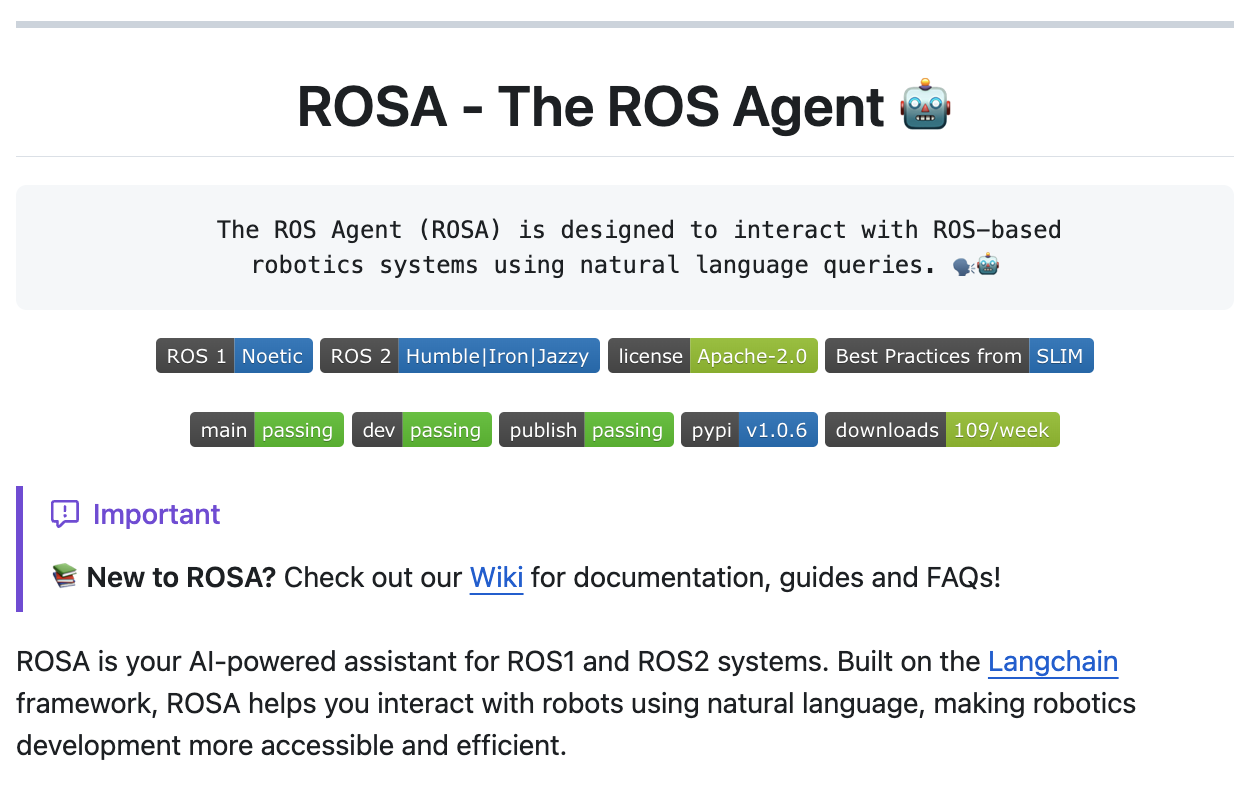 ROSA - The ROS Agent 🤖
The ROS Agent (ROSA) is designed to interact with ROS-based
robotics systems using natural language queries. 🗣🤖
ROS 1 Noetic ROS 2 Humble|Iron|Jazzy license Apache-2.0 Best Practices from SLIM
main passing dev passing publish passing pypi v1.0.6 downloads 109/week
Important
📚 New to ROSA? Check out our Wiki for documentation, guides and FAQs!
ROSA is your AI-powered assistant for ROS1 and ROS2 systems. Built on the Langchain
framework, ROSA helps you interact with robots using natural language, making robotics
development more accessible and efficient.